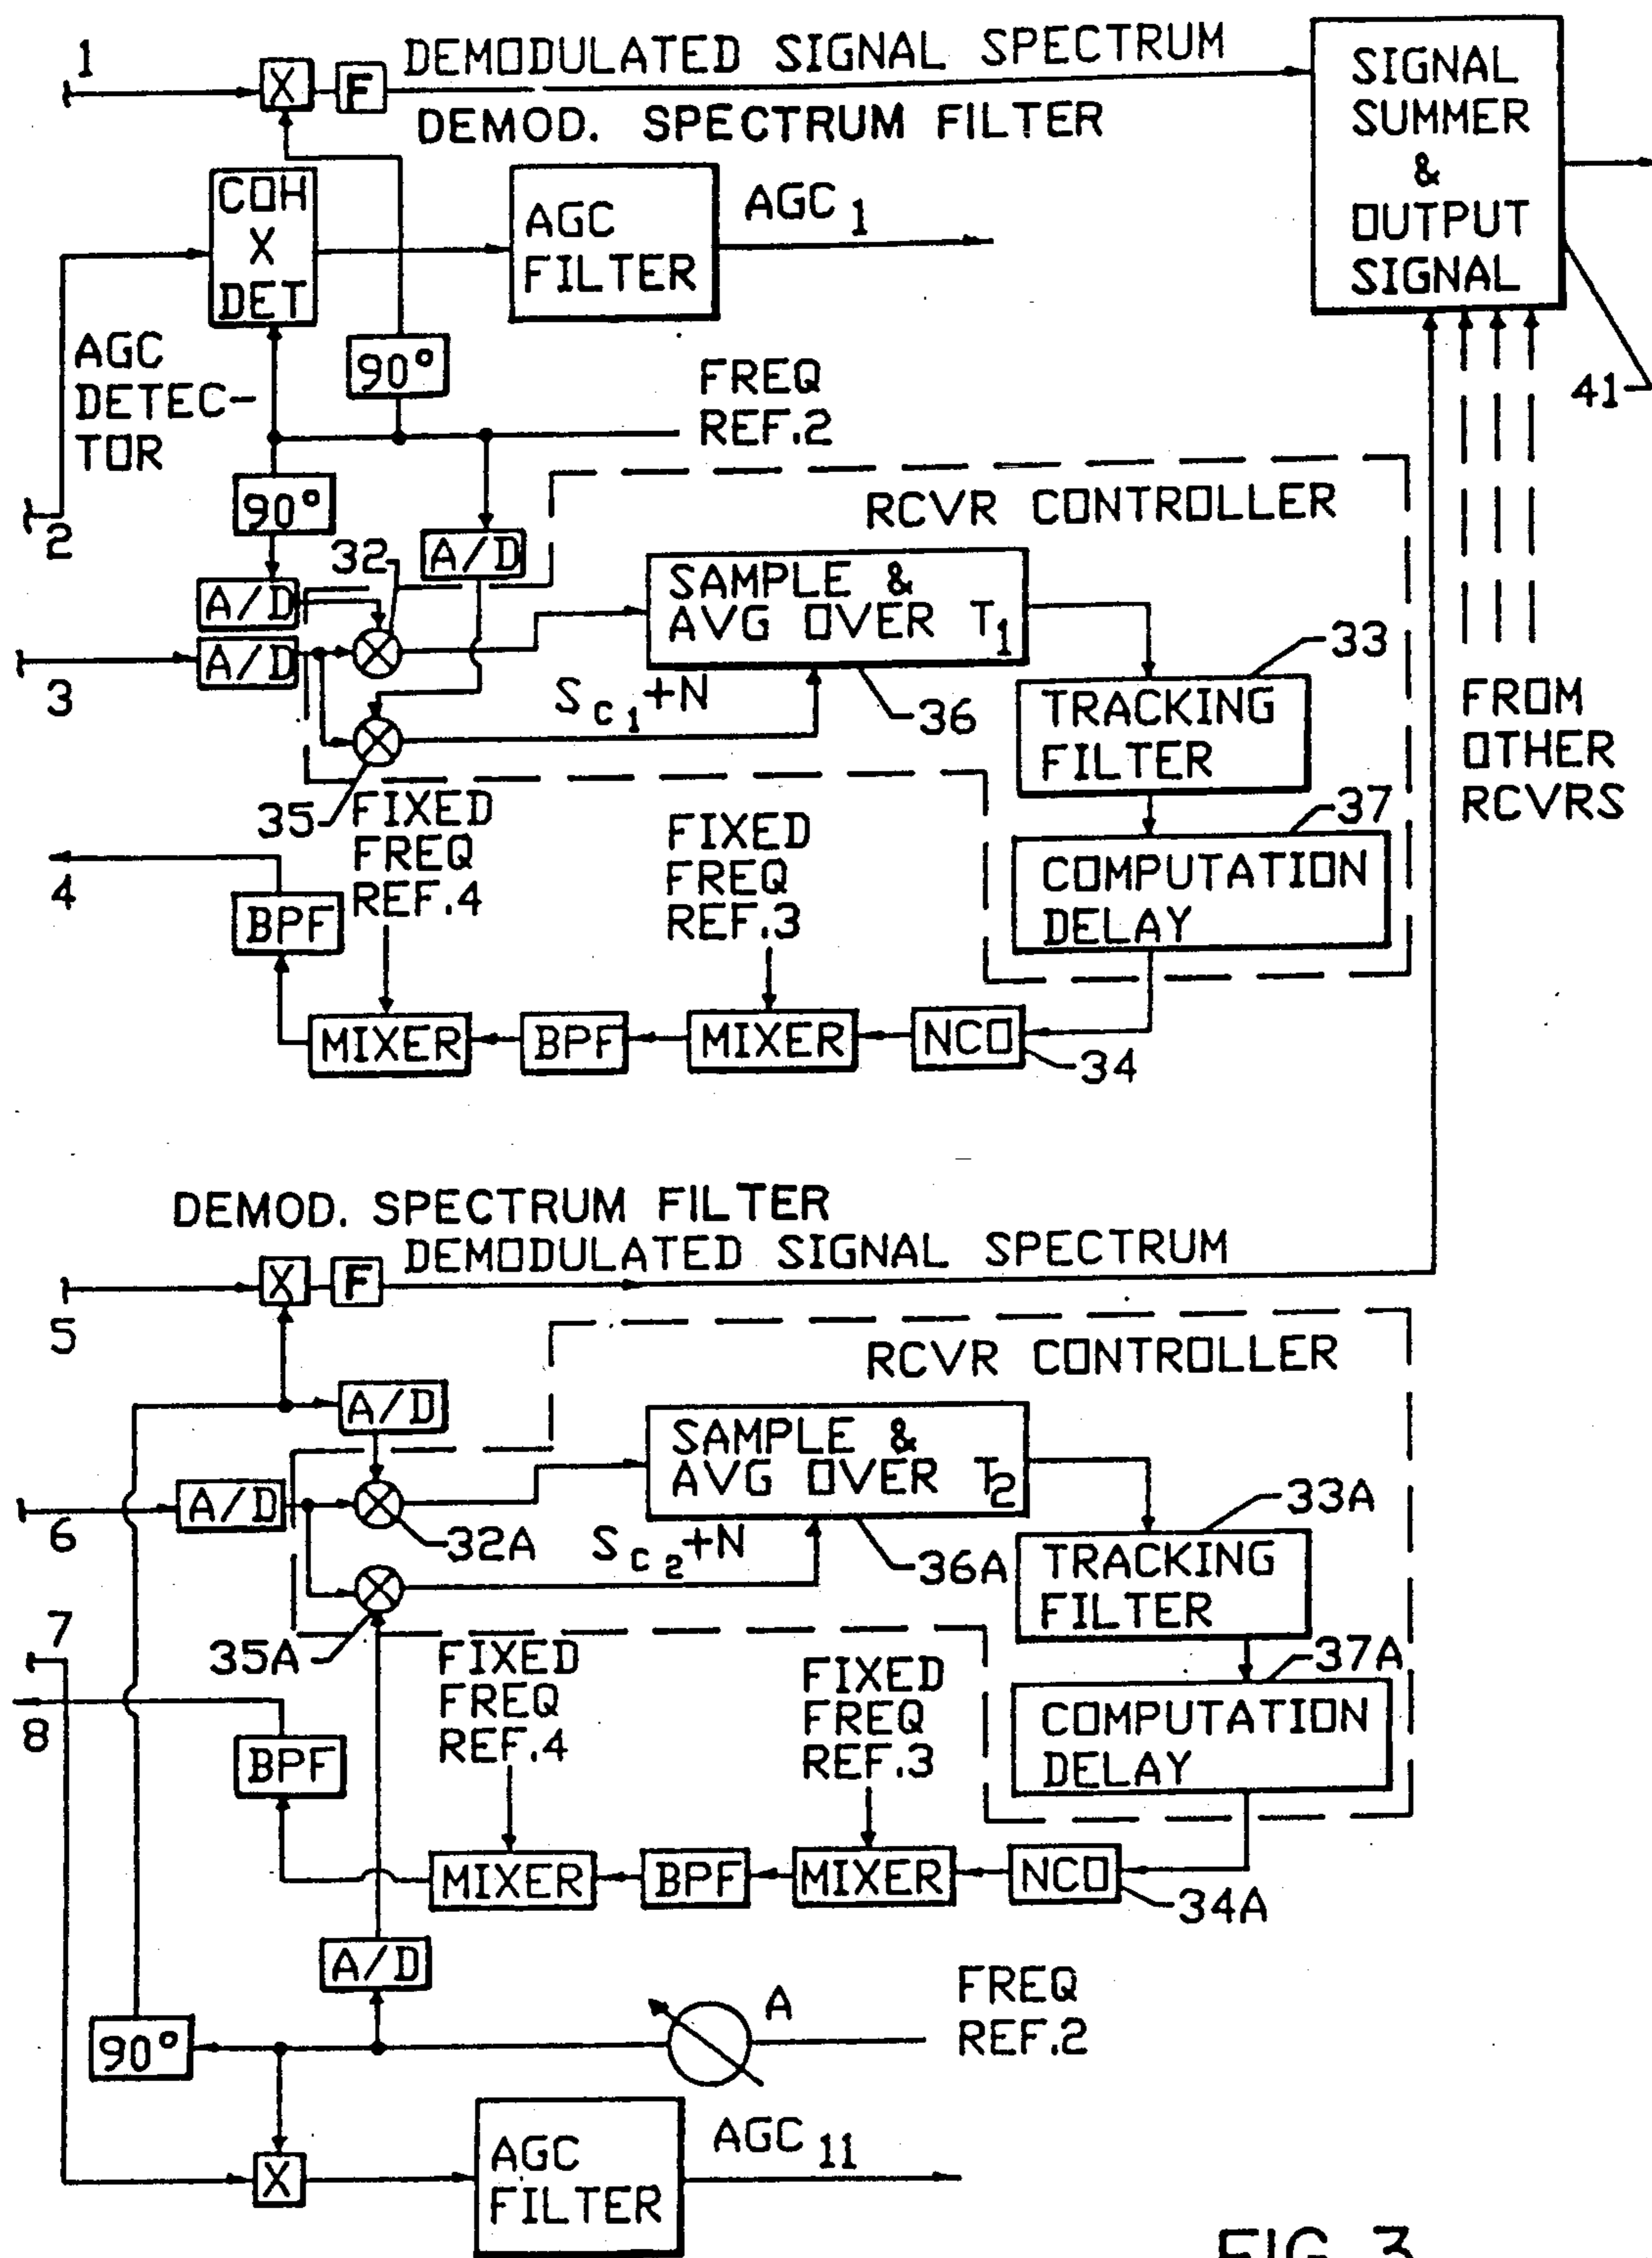 1
DEMODULATED SIGNAL SPECTRUM
X
F
DEMOD. SPECTRUM FILTER
SIGNAL
SUMMER
&
OUTPUT
SIGNAL
41
COH
X
DET
AGC
FILTER
AGC 1
AGC
DETEC-
TOR
90°
FREQ
REF.2
2
90°
A/D
RCVR CONTROLLER
32
A/D
SAMPLE &
AVG OVER T1
3
A/D
Sc1+N
36
33
TRACKING
FILTER
FROM
OTHER
RCVRS
35
FIXED
FREQ
REF.4
FIXED
FREQ
REF.3
37
COMPUTATION
DELAY
4
BPF
MIXER
BPF
MIXER
NCO
34
DEMOD. SPECTRUM FILTER
DEMODULATED SIGNAL SPECTRUM
X
F
5
RCVR CONTROLLER
A/D
SAMPLE &
AVG OVER T2
6
A/D
32A
Sc2+N
36A
33A
TRACKING
FILTER
7
35A
FIXED
FREQ
REF.4
FIXED
FREQ
REF.3
37A
COMPUTATION
DELAY
8
BPF
MIXER
BPF
MIXER
NCO
34A
A/D
90°
A
FREQ
REF.2
X
AGC
FILTER
AGC 11
FIG. 3